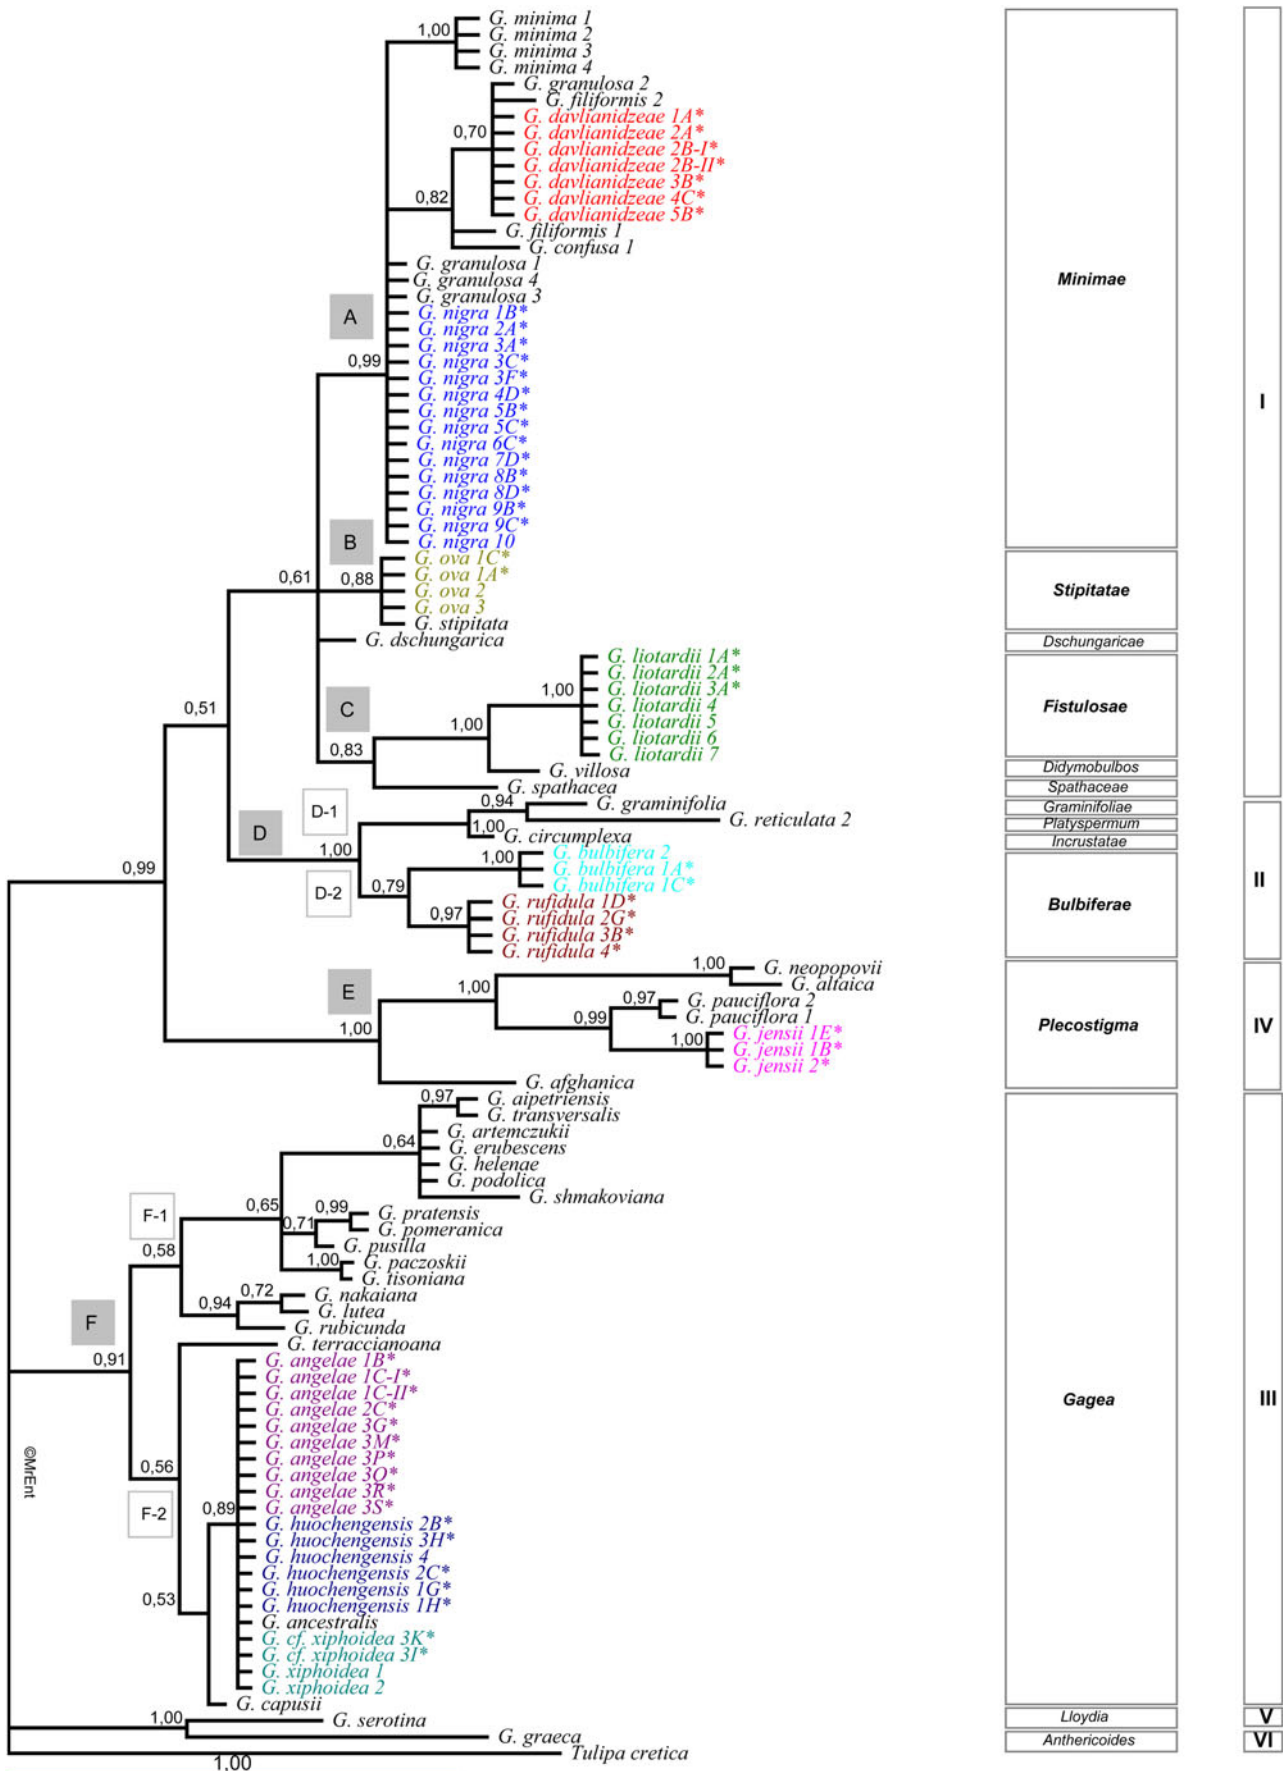 G. minima 1
1,00
G. minima 2
G. minima 3
G. minima 4
G. granulosa 2
G. filiformis 2
G. davlianidzeae 1A*
0,70
G. davlianidzeae 2A*
G. davlianidzeae 2B-I*
G. davlianidzeae 2B-II*
G. davlianidzeae 3B*
0,82
G. davlianidzeae 4C*
G. davlianidzeae 5B*
G. filiformis 1
G. confusa 1
G. granulosa 1
G. granulosa 4
Minimae
G. granulosa 3
A
G. nigra 1B*
G. nigra 2A*
G. nigra 3A*
0,99
G. nigra 3C*
G. nigra 3F*
G. nigra 4D*
I
G. nigra 5B*
G. nigra 5C*
G. nigra 6C*
G. nigra 7D*
G. nigra 8B*
G. nigra 8D*
G. nigra 9B*
G. nigra 9C*
B
G. nigra 10
G. ova 1C*
0,61
0,88
G. ova 1A*
G. ova 2
Stipitatae
G. ova 3
G. stipitata
G. dschungarica
Dschungaricae
G. liotardii 1A*
G. liotardii 2A*
1,00
G. liotardii 3A*
C
0,51
G. liotardii 4
Fistulosae
G. liotardii 5
1,00
G. liotardii 6
0,83
G. liotardii 7
G. villosa
Didymobulbos
G. spathacea
Spathaceae
D-1
0,94
G. graminifolia
Graminifoliae
G. reticulata 2
Platyspermum
D
1,00
G. circumplexa
Incrustatae
1,00
1,00
G. bulbifera 2
0,99
G. bulbifera 1A*
D-2
0,79
G. bulbifera 1C*
II
G. rufidula 1D*
0,97
G. rufidula 2G*
Bulbiferae
G. rufidula 3B*
G. rufidula 4*
1,00
G. neopopovii
G. altaica
E
1,00
0,97
G. pauciflora 2
G. pauciflora 1
1,00
0,99
G. jensii 1E*
Plecostigma
IV
1,00
G. jensii 1B*
G. jensii 2*
G. afghanica
0,97
G. aipetriensis
G. transversalis
G. artemczukii
0,64
G. erubescens
G. helenae
G. podolica
G. shmakoviana
F-1
0,65
0,99
G. pratensis
0,71
G. pomeranica
0,58
G. pusilla
1,00
G. paczoskii
G. tisoniana
0,72
G. nakaiana
0,94
G. lutea
F
G. rubicunda
G. terraccianoana
0,91
G. angelae 1B*
G. angelae 1C-I*
G. angelae 1C-II*
Gagea
III
G. angelae 2C*
G. angelae 3G*
G. angelae 3M*
©MrEnt
G. angelae 3P*
0,56
G. angelae 3Q*
G. angelae 3R*
F-2
0,89
G. angelae 3S*
G. huochengensis 2B*
G. huochengensis 3H*
G. huochengensis 4
G. huochengensis 2C*
0,53
G. huochengensis 1G*
G. huochengensis 1H*
G. ancestralis
G. cf. xiphoidea 3K*
G. cf. xiphoidea 3I*
G. xiphoidea 1
G. xiphoidea 2
G. capusii
1,00
G. serotina
Lloydia
V
G. graeca
Anthericoides
VI
Tulipa cretica
1,00